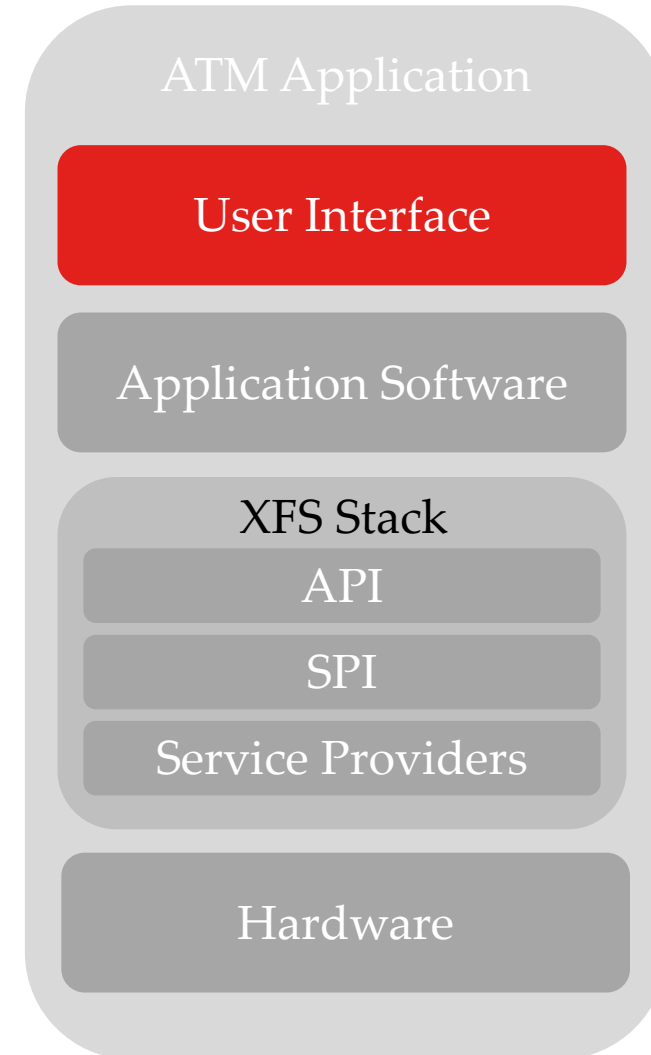 ATM Application
User Interface
Application Software
XFS Stack
API
SPI
Service Providers
Hardware